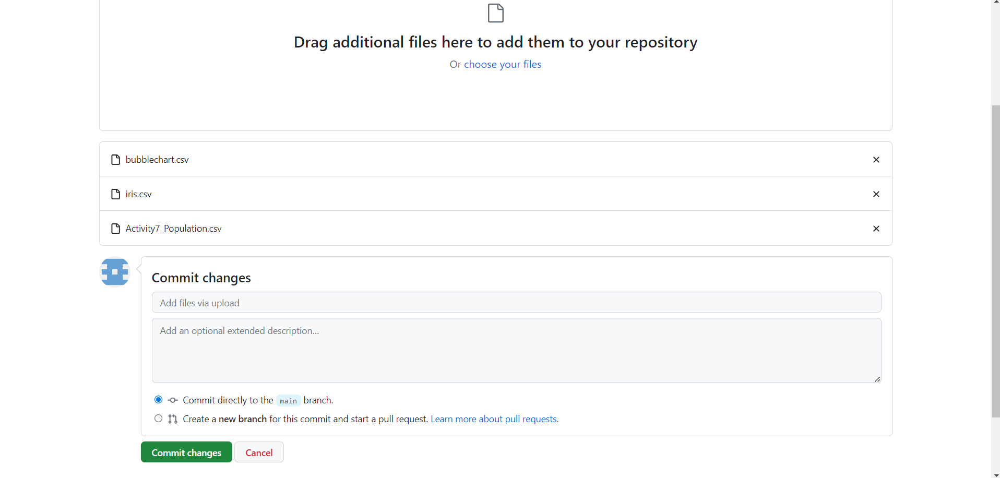 Drag additional files here to add them to your repository
Or choose your files
bubblechart.csv
iris.csv
Activity7_Population.csv
Commit changes
Add files via upload
Add an optional extended description...
Commit directly to the main branch.
Create a new branch for this commit and start a pull request. Learn more about pull requests.
Commit changes Cancel